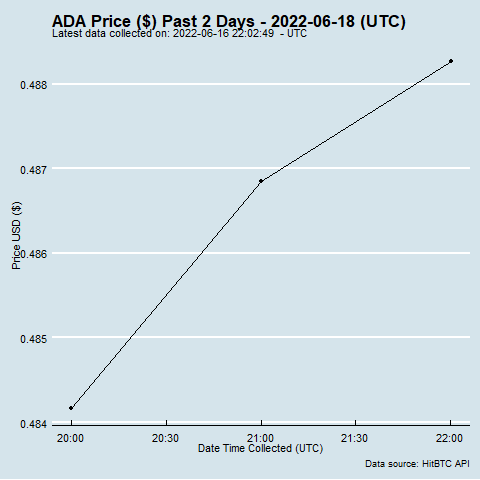 ADA Price ($) Past 2 Days - 2022-06-18 (UTC)
Latest data collected on: 2022-06-16 22:02:49  - UTC
Price USD ($)
0.488
0.487
0.486
0.485
0.484
20:00 20:30 21:00 21:30 22:00
Date Time Collected (UTC)
Data source: HitBTC API